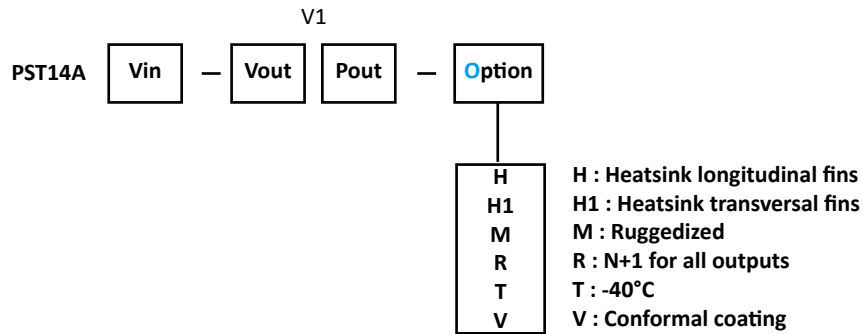 V1
PST14A Vin — Vout Pout — Option
H H : Heatsink longitudinal fins
H1 H1 : Heatsink transversal fins
M M : Ruggedized
R R : N+1 for all outputs
T T : -40°C
V V : Conformal coating